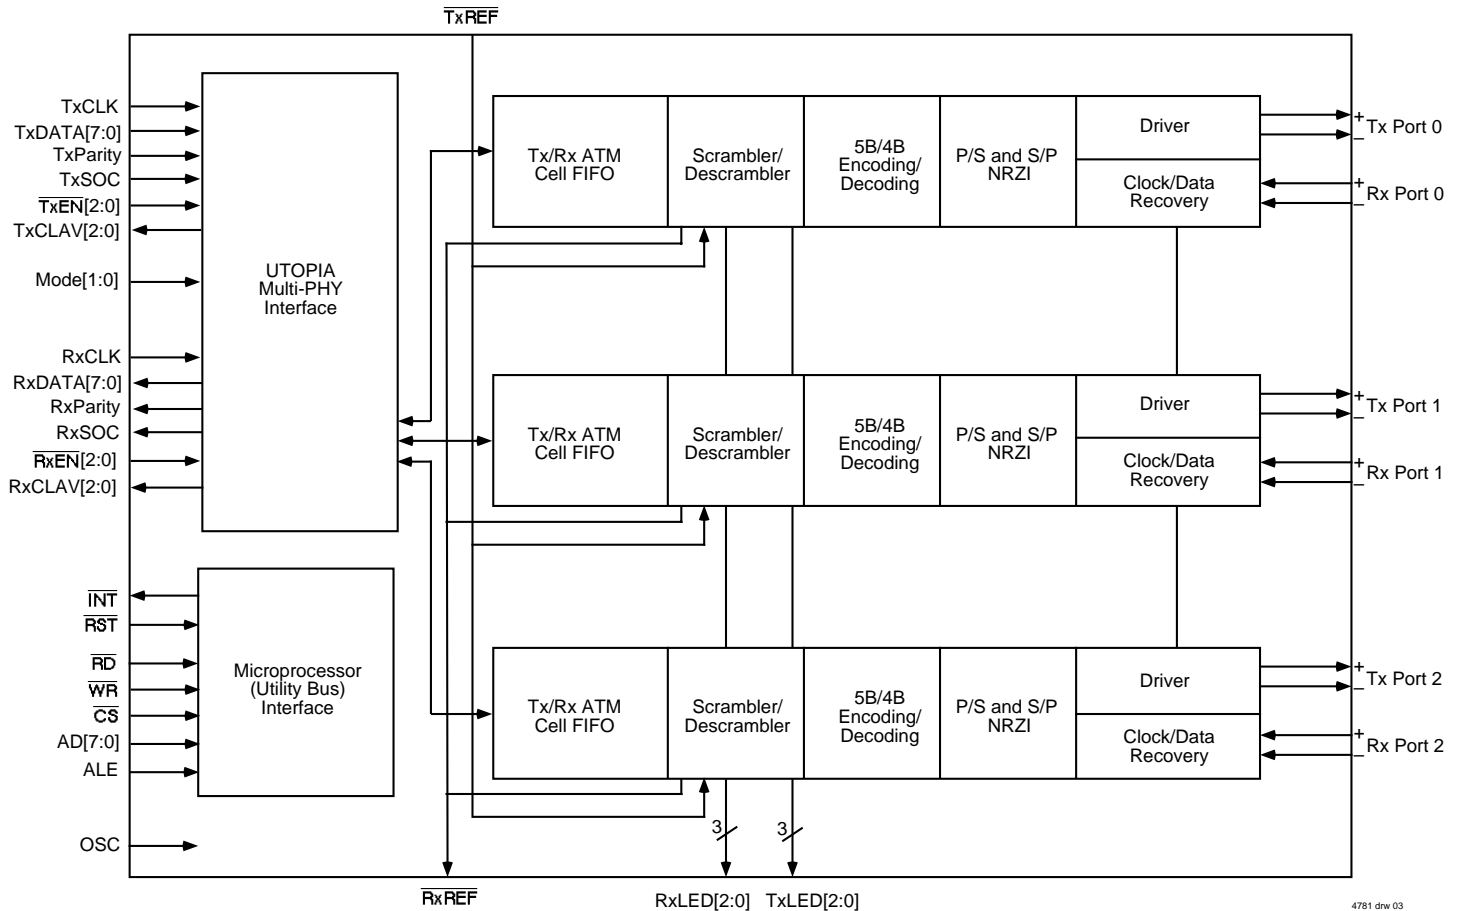 TxREF
TxCLK
TxDATA[7:0]
TxParity
TxSOC
TxEN[2:0]
TxCLAV[2:0]
Mode[1:0]
RxCLK
RxDATA[7:0]
RxParity
RxSOC
RxEN[2:0]
RxCLAV[2:0]
UTOPIA
Multi-PHY
Interface
INT
RST
RD
WR
CS
AD[7:0]
ALE
OSC
Microprocessor
(Utility Bus)
Interface
Tx/Rx ATM
Cell FIFO
Scrambler/
Descrambler
5B/4B
Encoding/
Decoding
P/S and S/P
NRZI
Driver
Clock/Data
Recovery
+
–
Tx Port 0
+
–
Rx Port 0
Tx/Rx ATM
Cell FIFO
Scrambler/
Descrambler
5B/4B
Encoding/
Decoding
P/S and S/P
NRZI
Driver
Clock/Data
Recovery
+
–
Tx Port 1
+
–
Rx Port 1
Tx/Rx ATM
Cell FIFO
Scrambler/
Descrambler
5B/4B
Encoding/
Decoding
P/S and S/P
NRZI
Driver
Clock/Data
Recovery
+
–
Tx Port 2
+
–
Rx Port 2
3
3
RxREF
RxLED[2:0]
TxLED[2:0]
4781 drw 03